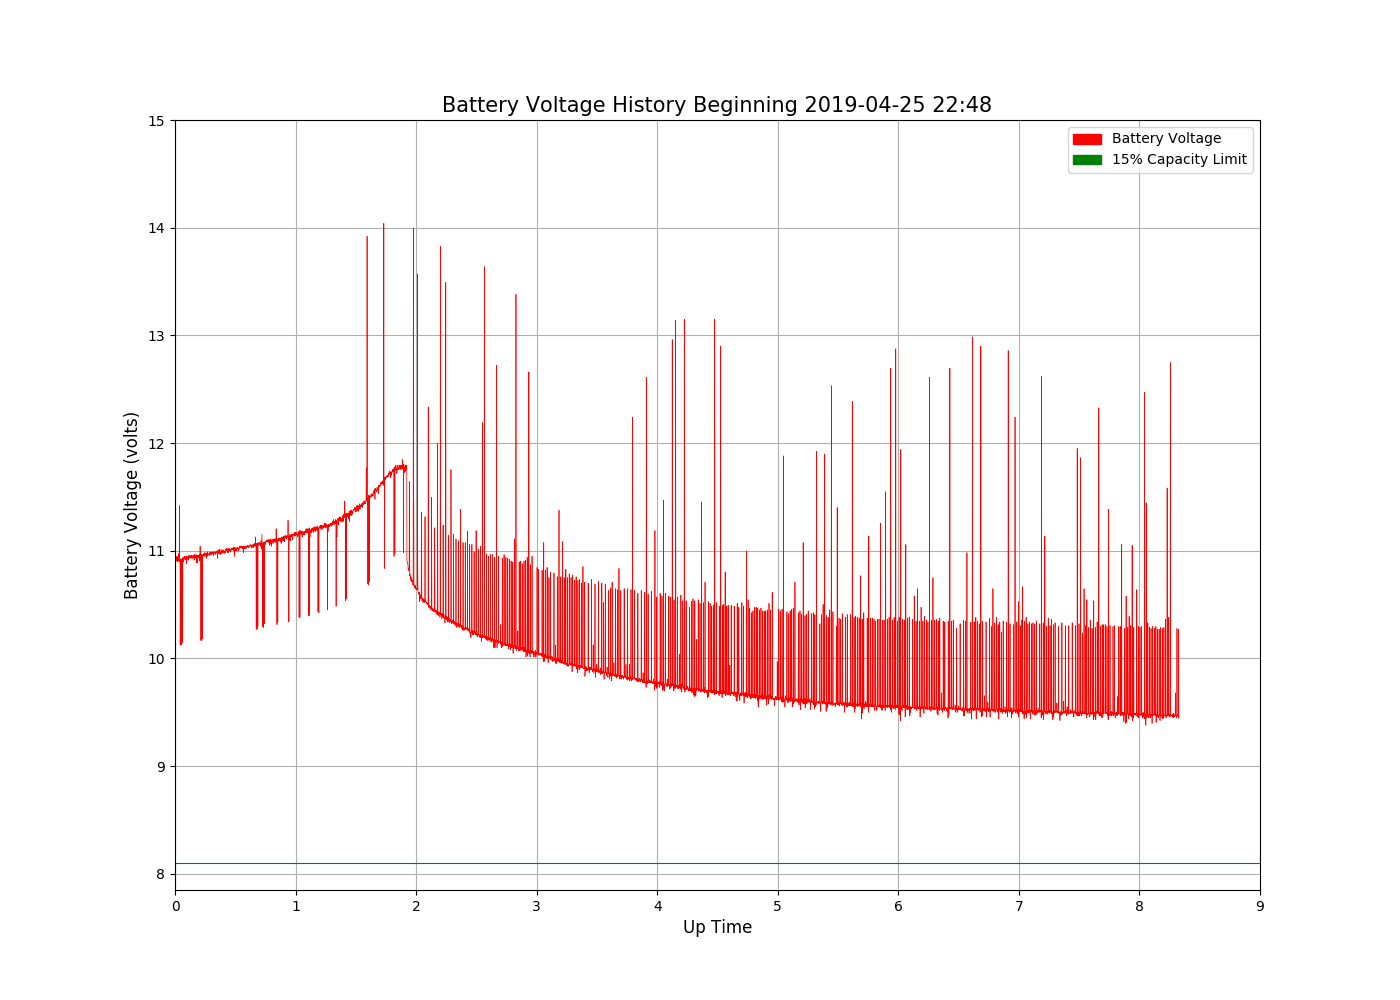 Battery Voltage History Beginning 2019-04-25 22:48
Battery Voltage
15% Capacity Limit
Battery Voltage (volts)
15
14
13
12
11
10
9
8
0 1 2 3 4 5 6 7 8 9
Up Time